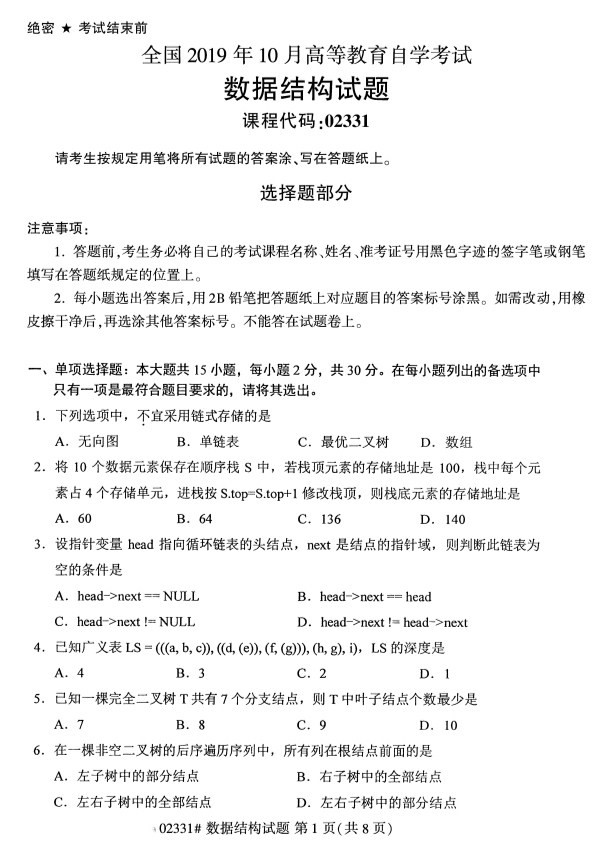 绝密 ★ 考试结束前
全国 2019 年 10 月高等教育自学考试
数据结构试题
课程代码:02331
请考生按规定用笔将所有试题的答案涂、写在答题纸上。
选择题部分
注意事项:
1. 答题前,考生务必将自己的考试课程名称、姓名、准考证号用黑色字迹的签字笔或钢笔
填写在答题纸规定的位置上。
2. 每小题选出答案后,用 2B 铅笔把答题纸上对应题目的答案标号涂黑。如需改动,用橡
皮擦干净后,再选涂其他答案标号。不能答在试题卷上。
一、单项选择题：本大题共 15 小题，每小题 2 分，共 30 分。在每小题列出的备选项中
只有一项是最符合题目要求的，请将其选出。
1. 下列选项中，不宜采用链式存储的是
A. 无向图 B. 单链表 C. 最优二叉树 D. 数组
2. 将 10 个数据元素保存在顺序栈 S 中，若栈顶元素的存储地址是 100，栈中每个元
素占 4 个存储单元，进栈按 S.top=S.top+1 修改栈顶，则栈底元素的存储地址是
A. 60 B. 64 C. 136 D. 140
3. 设指针变量 head 指向循环链表的头结点，next 是结点的指针域，则判断此链表为
空的条件是
A. head->next == NULL B. head->next == head
C. head->next != NULL D. head->next != head->next
4. 已知广义表 LS = (((a, b, c)), ((d, (e)), (f, (g))), (h, g), i)，LS 的深度是
A. 4 B. 3 C. 2 D. 1
5. 已知一棵完全二叉树 T 共有 7 个分支结点，则 T 中叶子结点个数最少是
A. 7 B. 8 C. 9 D. 10
6. 在一棵非空二叉树的后序遍历序列中，所有列在根结点前面的是
A. 左子树中的部分结点 B. 右子树中的全部结点
C. 左右子树中的全部结点 D. 左右子树中的部分结点
02331# 数据结构试题 第 1 页(共 8 页)